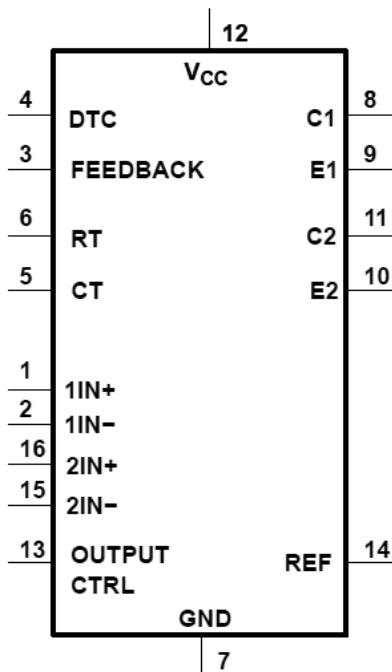 12
V_CC
4 DTC C1 8
3 FEEDBACK E1 9
6 RT C2 11
5 CT E2 10
1 1IN+
2 1IN−
16 2IN+
15 2IN−
13 OUTPUT REF 14
CTRL
GND
7